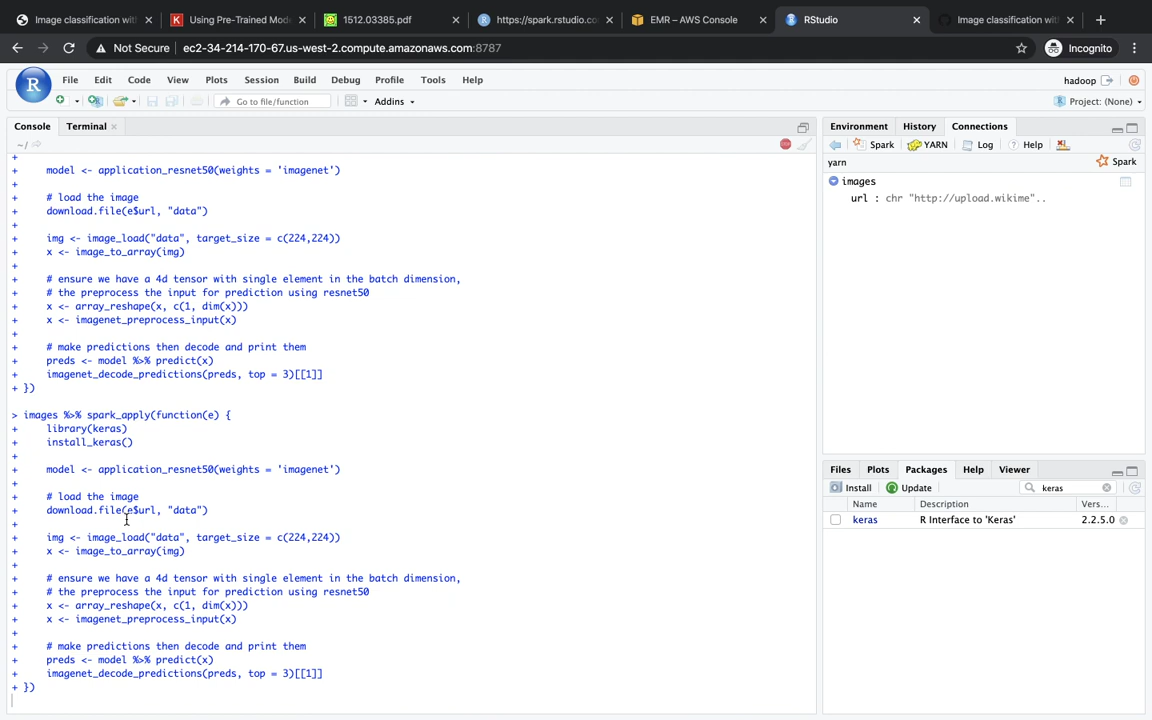 Image classification with
Using Pre-Trained Mod
1512.03385.pdf
https://spark.rstudio.co
EMR – AWS Console
RStudio
Image classification with
Not Secure
ec2-34-214-170-67.us-west-2.compute.amazonaws.com:8787
Incognito
File Edit Code View Plots Session Build Debug Profile Tools Help
hadoop
Go to file/function
Addins
Project: (None)
Console Terminal
~/
+
+     model <- application_resnet50(weights = 'imagenet')
+
+     # load the image
+     download.file(e$url, "data")
+
+     img <- image_load("data", target_size = c(224,224))
+     x <- image_to_array(img)
+
+     # ensure we have a 4d tensor with single element in the batch dimension,
+     # the preprocess the input for prediction using resnet50
+     x <- array_reshape(x, c(1, dim(x)))
+     x <- imagenet_preprocess_input(x)
+
+     # make predictions then decode and print them
+     preds <- model %>% predict(x)
+     imagenet_decode_predictions(preds, top = 3)[[1]]
+ })
> images %>% spark_apply(function(e) {
+     library(keras)
+     install_keras()
+
+     model <- application_resnet50(weights = 'imagenet')
+
+     # load the image
+     download.file(e$url, "data")
+
+     img <- image_load("data", target_size = c(224,224))
+     x <- image_to_array(img)
+
+     # ensure we have a 4d tensor with single element in the batch dimension,
+     # the preprocess the input for prediction using resnet50
+     x <- array_reshape(x, c(1, dim(x)))
+     x <- imagenet_preprocess_input(x)
+
+     # make predictions then decode and print them
+     preds <- model %>% predict(x)
+     imagenet_decode_predictions(preds, top = 3)[[1]]
+ })
Environment History Connections
Spark YARN Log Help
yarn
Spark
images
url : chr "http://upload.wikime"..
Files Plots Packages Help Viewer
Install Update
keras
Name Description Vers...
keras R Interface to 'Keras' 2.2.5.0